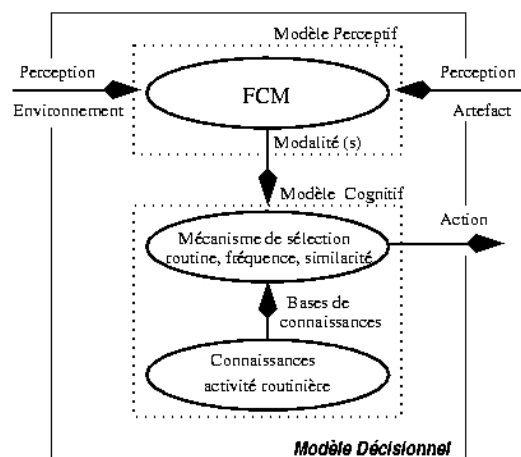 Modèle Perceptif
Perception
Environnement
FCM
Perception
Artefact
Modalité (s)
Modèle Cognitif
Mécanisme de sélection
routine, fréquence, similarité
Action
Bases de
connaissances
Connaissances
activité routinière
Modèle Décisionnel